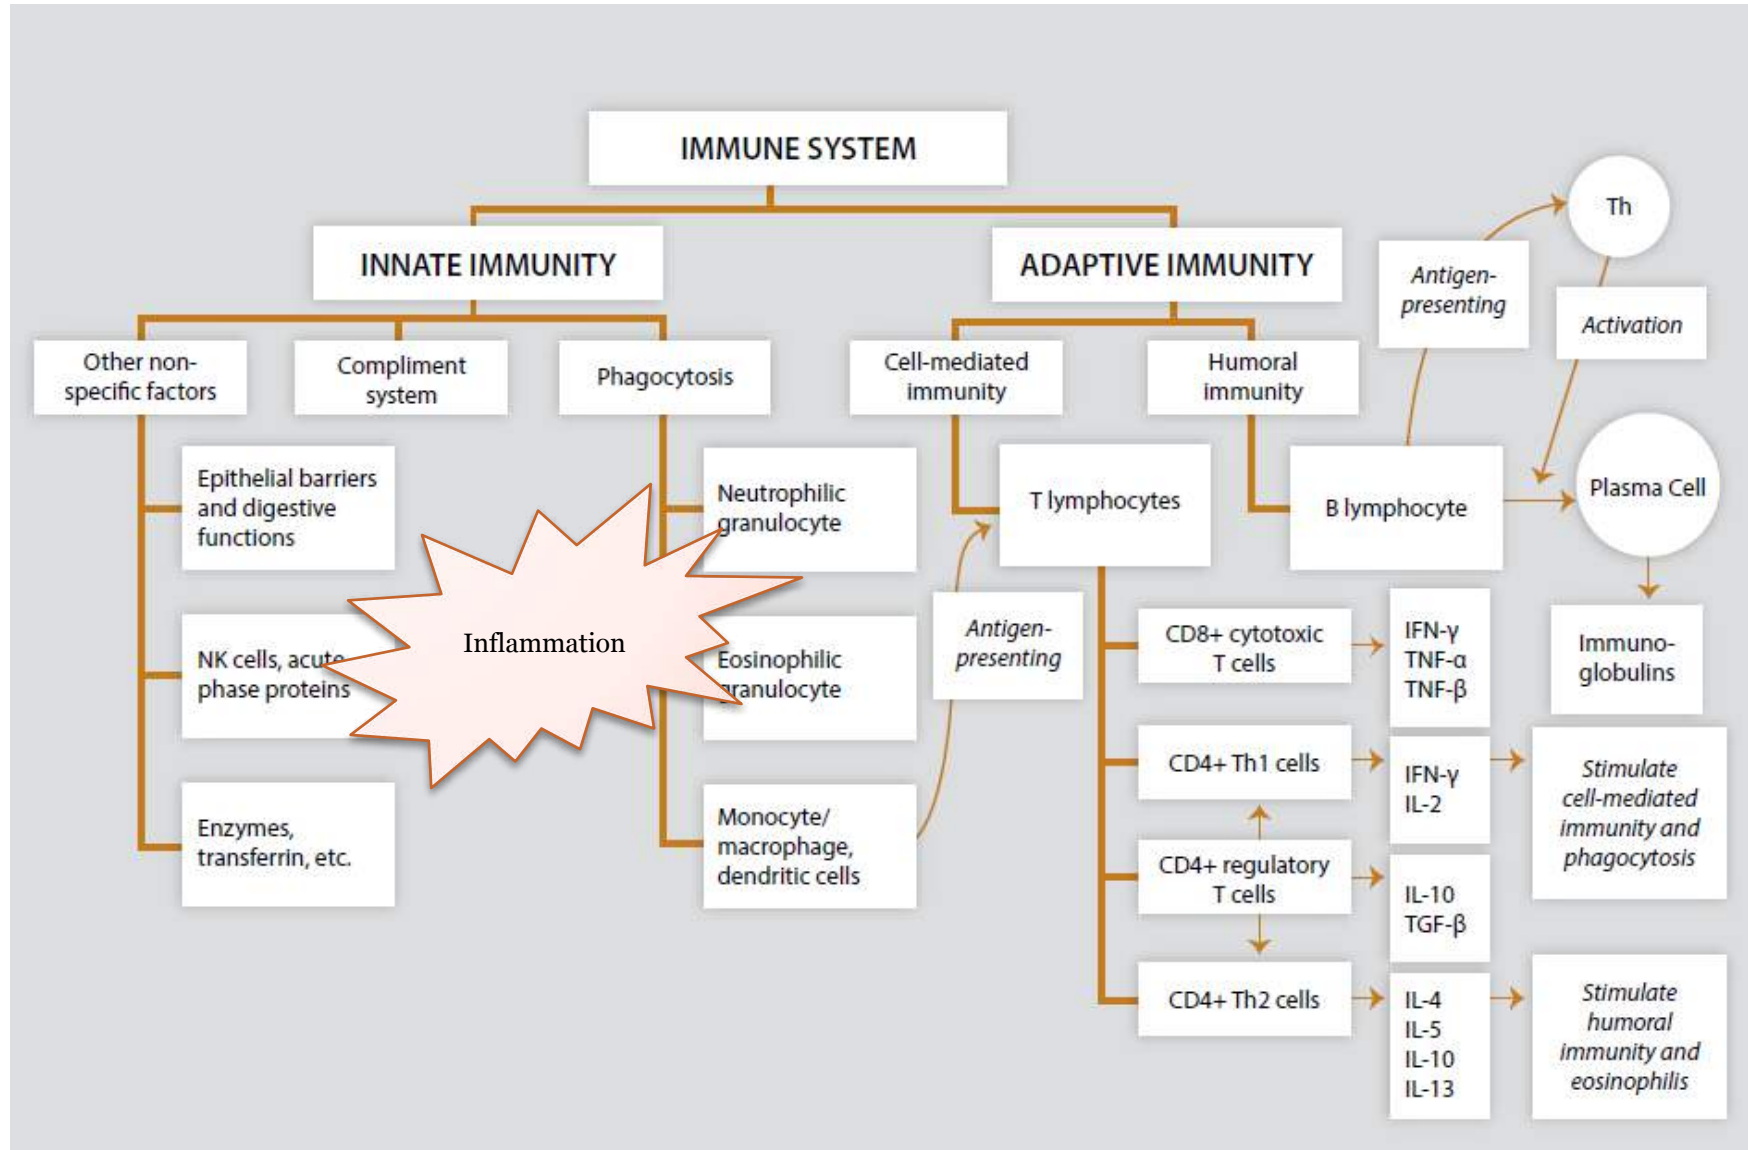 IMMUNE SYSTEM
INNATE IMMUNITY
ADAPTIVE IMMUNITY
Other non-
specific factors
Compliment
system
Phagocytosis
Cell-mediated
immunity
Humoral
immunity
Epithelial barriers
and digestive
functions
NK cells, acute
phase proteins
Enzymes,
transferrin, etc.
Inflammation
Neutrophilic
granulocyte
Eosinophilic
granulocyte
Monocyte/
macrophage,
dendritic cells
Antigen-
presenting
T lymphocytes
CD8+ cytotoxic
T cells
IFN-γ
TNF-α
TNF-β
CD4+ Th1 cells
IFN-γ
IL-2
Stimulate
cell-mediated
immunity and
phagocytosis
CD4+ regulatory
T cells
IL-10
TGF-β
CD4+ Th2 cells
IL-4
IL-5
IL-10
IL-13
Stimulate
humoral
immunity and
eosinophilis
B lymphocyte
Antigen-
presenting
Th
Activation
Plasma Cell
Immuno-
globulins